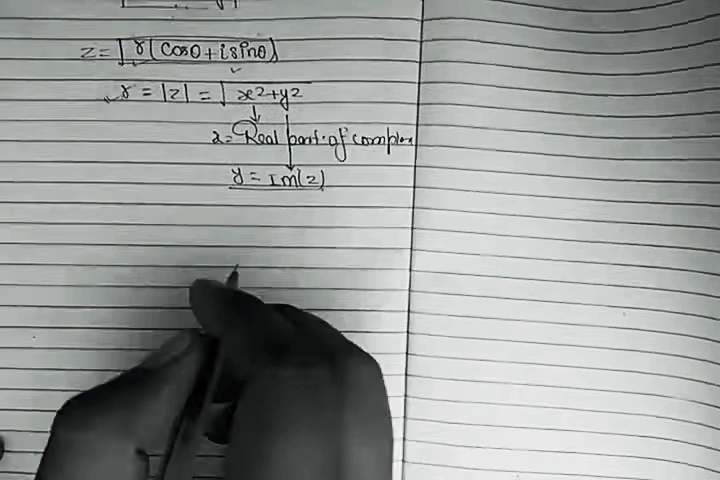 z = r(cosθ + isinθ)
r = |z| = √x²+y²
x = Real part of complex
y = Im(z)